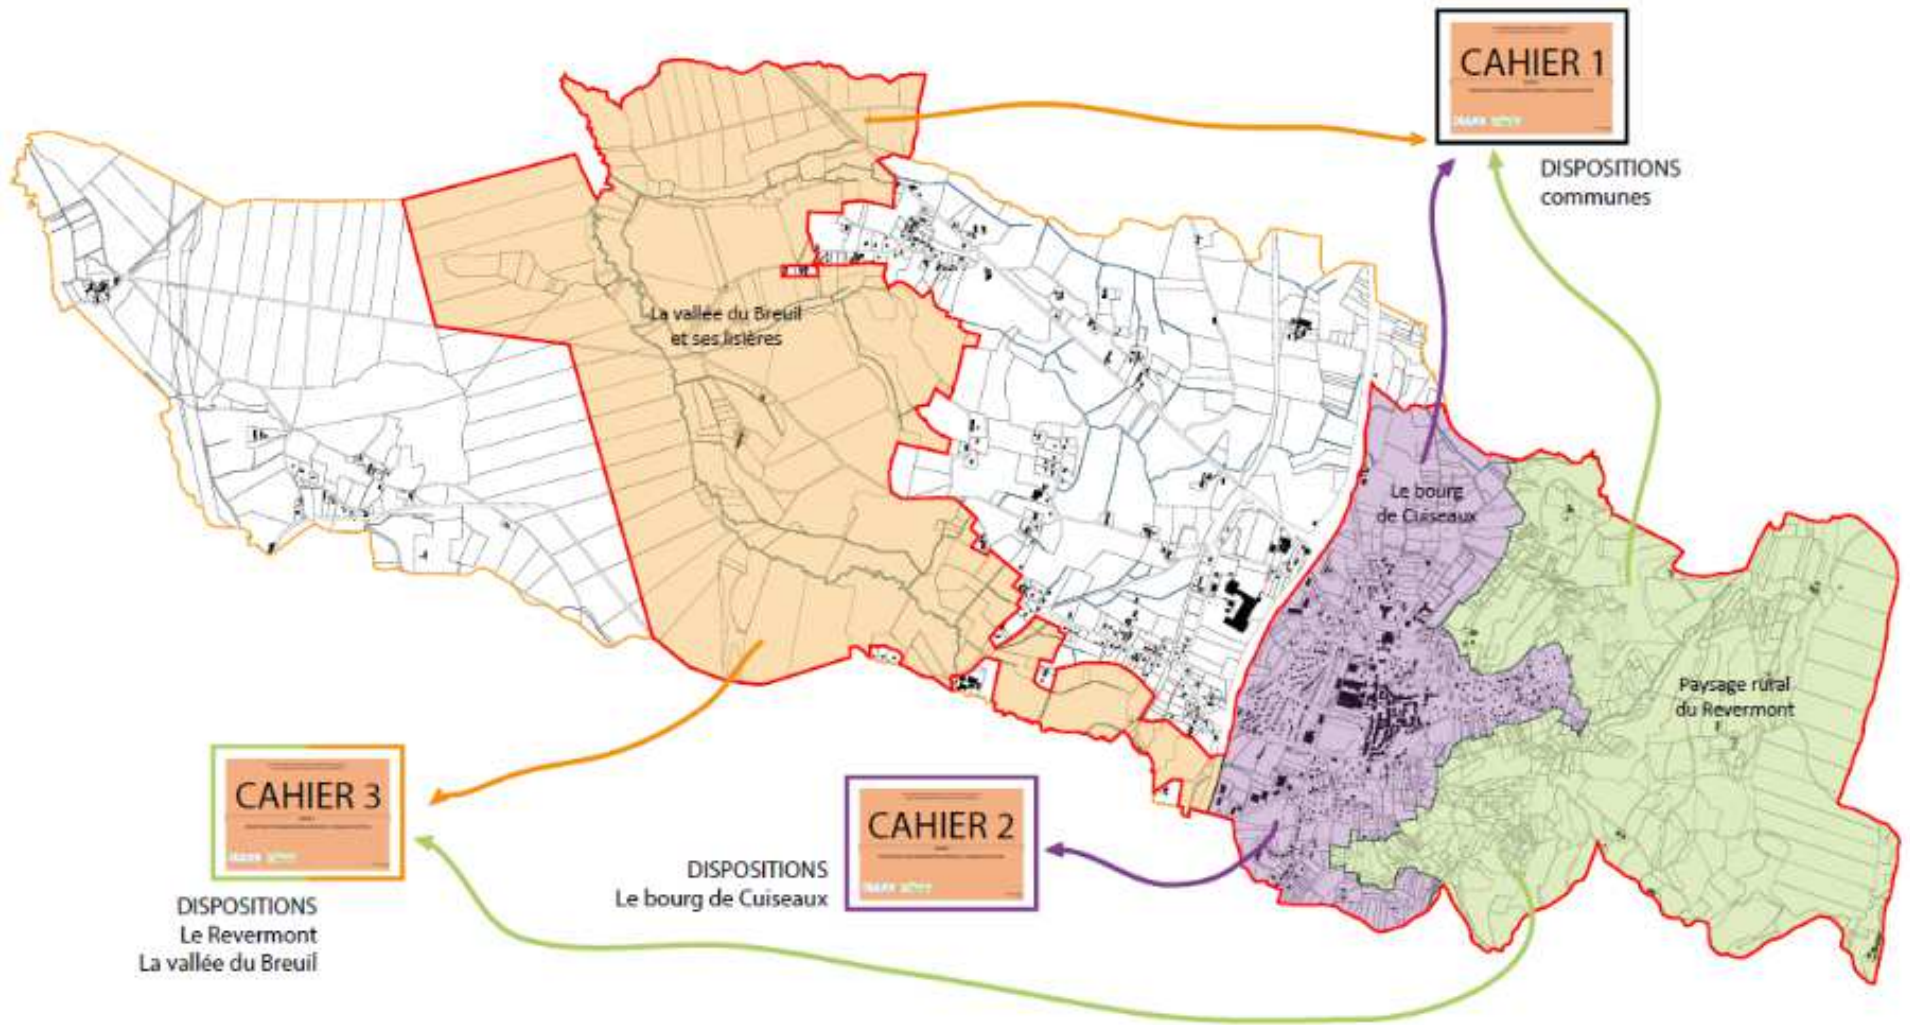 CAHIER 1
DISPOSITIONS
communes
La vallée du Breuil
et ses lisières
Le bourg
de Cuiseaux
Paysage rural
du Revermont
CAHIER 3
DISPOSITIONS
Le Revermont
La vallée du Breuil
CAHIER 2
DISPOSITIONS
Le bourg de Cuiseaux